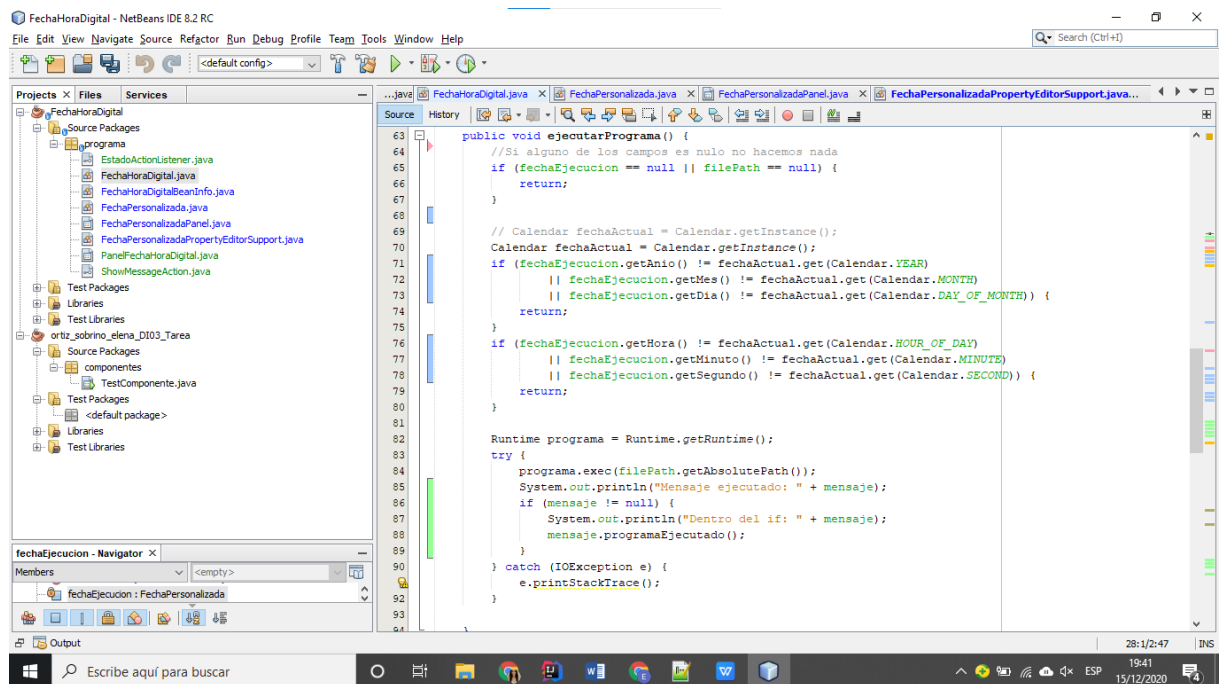 FechaHoraDigital - NetBeans IDE 8.2 RC
File Edit View Navigate Source Refactor Run Debug Profile Team Tools Window Help
Search (Ctrl+I)
<default config>
Projects Files Services
FechaHoraDigital
Source Packages
programa
EstadoActionListener.java
FechaHoraDigital.java
FechaHoraDigitalBeanInfo.java
FechaPersonalizada.java
FechaPersonalizadaPanel.java
FechaPersonalizadaPropertyEditorSupport.java
PanelFechaHoraDigital.java
ShowMessageAction.java
Test Packages
Libraries
Test Libraries
ortiz_sobrino_elena_DI03_Tarea
Source Packages
componentes
TestComponente.java
Test Packages
<default package>
Libraries
Test Libraries
fechaEjecucion - Navigator
Members <empty>
fechaEjecucion : FechaPersonalizada
...java FechaHoraDigital.java FechaPersonalizada.java FechaPersonalizadaPanel.java FechaPersonalizadaPropertyEditorSupport.java...
Source History
63 public void ejecutarPrograma() {
64 //Si alguno de los campos es nulo no hacemos nada
65 if (fechaEjecucion == null || filePath == null) {
66 return;
67 }
68
69 // Calendar fechaActual = Calendar.getInstance();
70 Calendar fechaActual = Calendar.getInstance();
71 if (fechaEjecucion.getAnio() != fechaActual.get(Calendar.YEAR)
72 || fechaEjecucion.getMes() != fechaActual.get(Calendar.MONTH)
73 || fechaEjecucion.getDia() != fechaActual.get(Calendar.DAY_OF_MONTH)) {
74 return;
75 }
76 if (fechaEjecucion.getHora() != fechaActual.get(Calendar.HOUR_OF_DAY)
77 || fechaEjecucion.getMinuto() != fechaActual.get(Calendar.MINUTE)
78 || fechaEjecucion.getSegundo() != fechaActual.get(Calendar.SECOND)) {
79 return;
80 }
81
82 Runtime programa = Runtime.getRuntime();
83 try {
84 programa.exec(filePath.getAbsolutePath());
85 System.out.println("Mensaje ejecutado: " + mensaje);
86 if (mensaje != null) {
87 System.out.println("Dentro del if: " + mensaje);
88 mensaje.programaEjecutado();
89 }
90 } catch (IOException e) {
e.printStackTrace();
92 }
93
94 }
Output
28:1/2:47 INS
Escribe aquí para buscar
ESP
19:41
15/12/2020
4